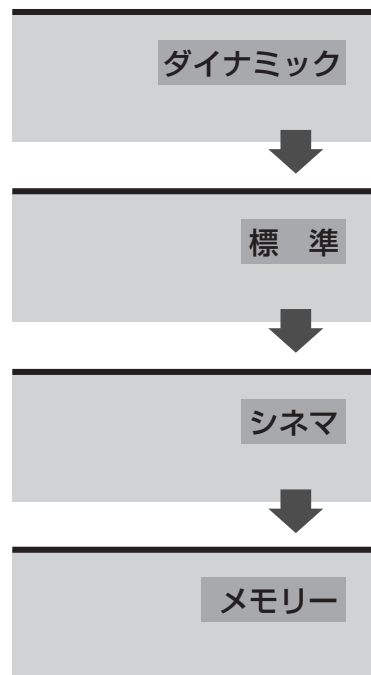 ダイナミック
標　準
シネマ
メモリー